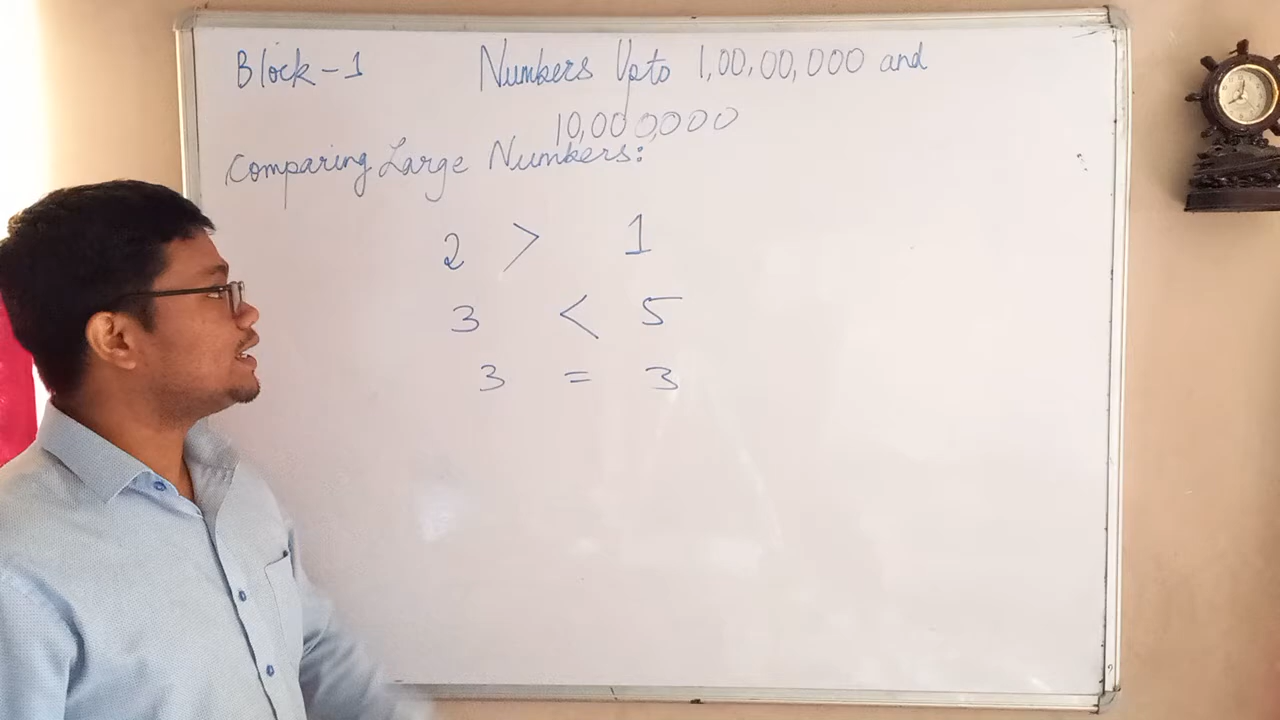 Block-1 Numbers Upto 1,00,00,000 and
10,000,000
Comparing Large Numbers:
2 > 1
3 < 5
3 = 3